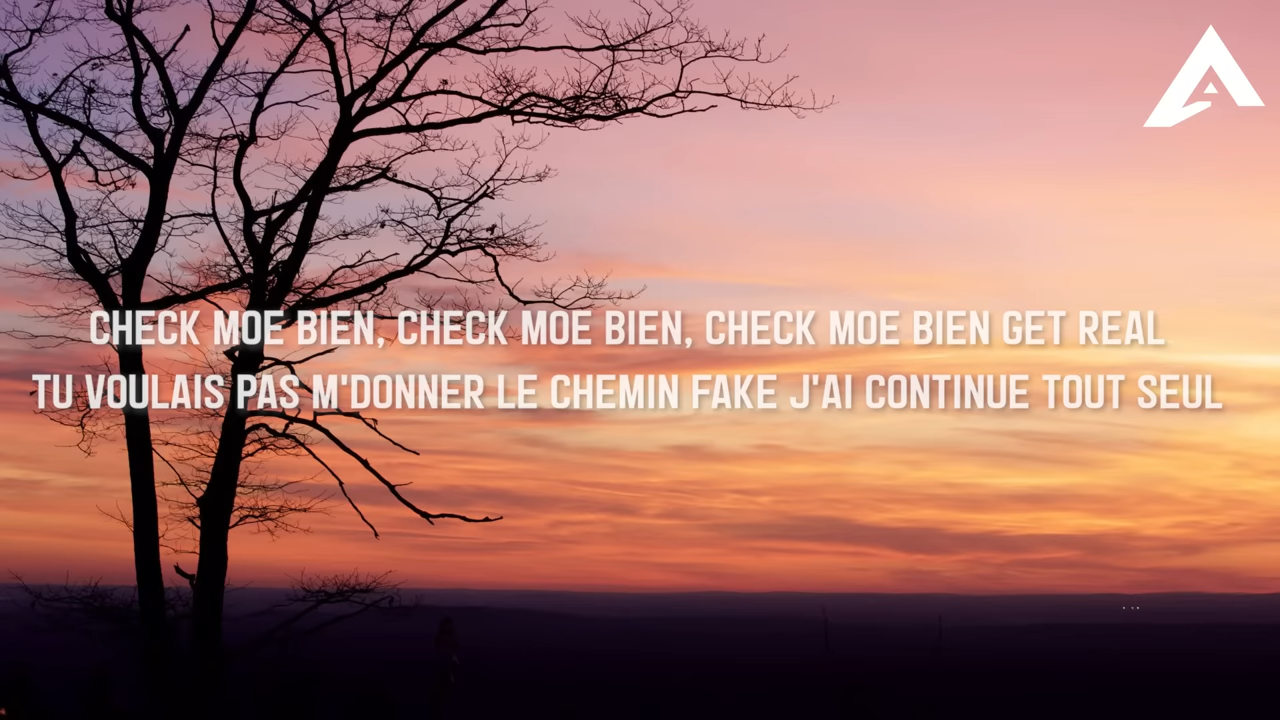 CHECK MOE BIEN, CHECK MOE BIEN, CHECK MOE BIEN GET REAL
TU VOULAIS PAS M'DONNER LE CHEMIN FAKE J'AI CONTINUE TOUT SEUL